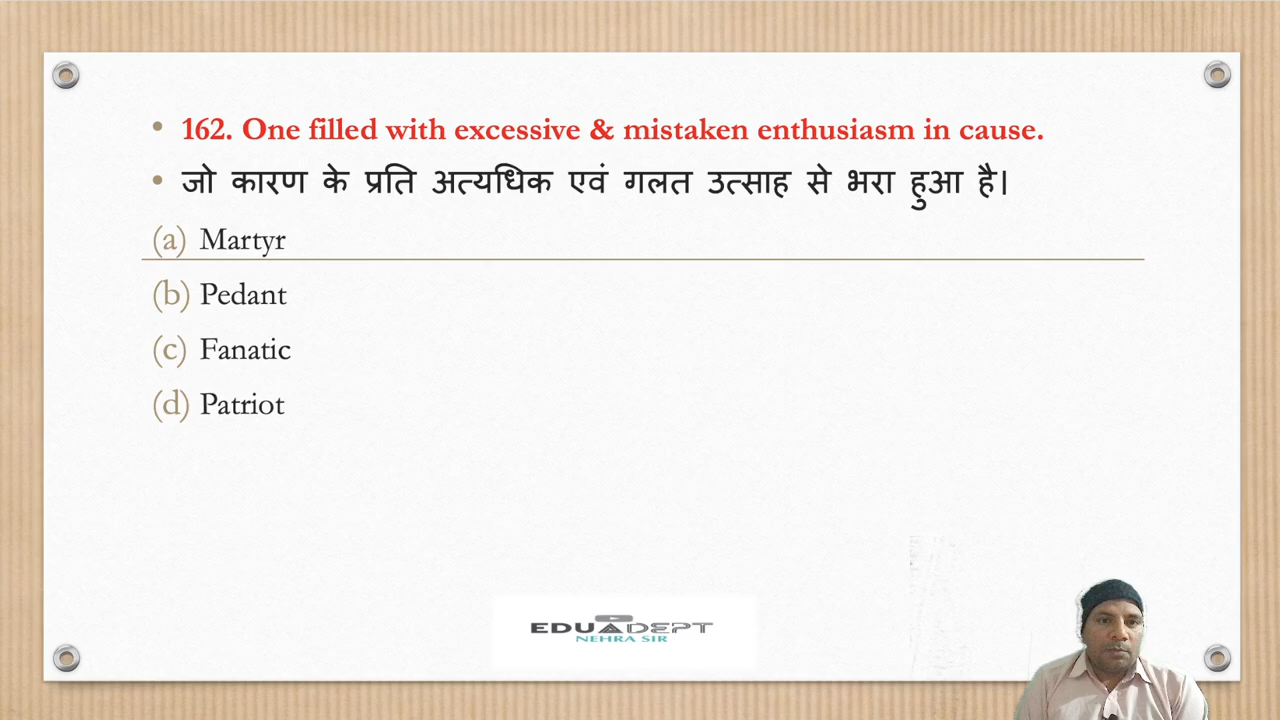 • 162. One filled with excessive & mistaken enthusiasm in cause.
• जो कारण के प्रति अत्यधिक एवं गलत उत्साह से भरा हुआ है।
(a) Martyr
(b) Pedant
(c) Fanatic
(d) Patriot
EDUADEPT
NEHRA SIR